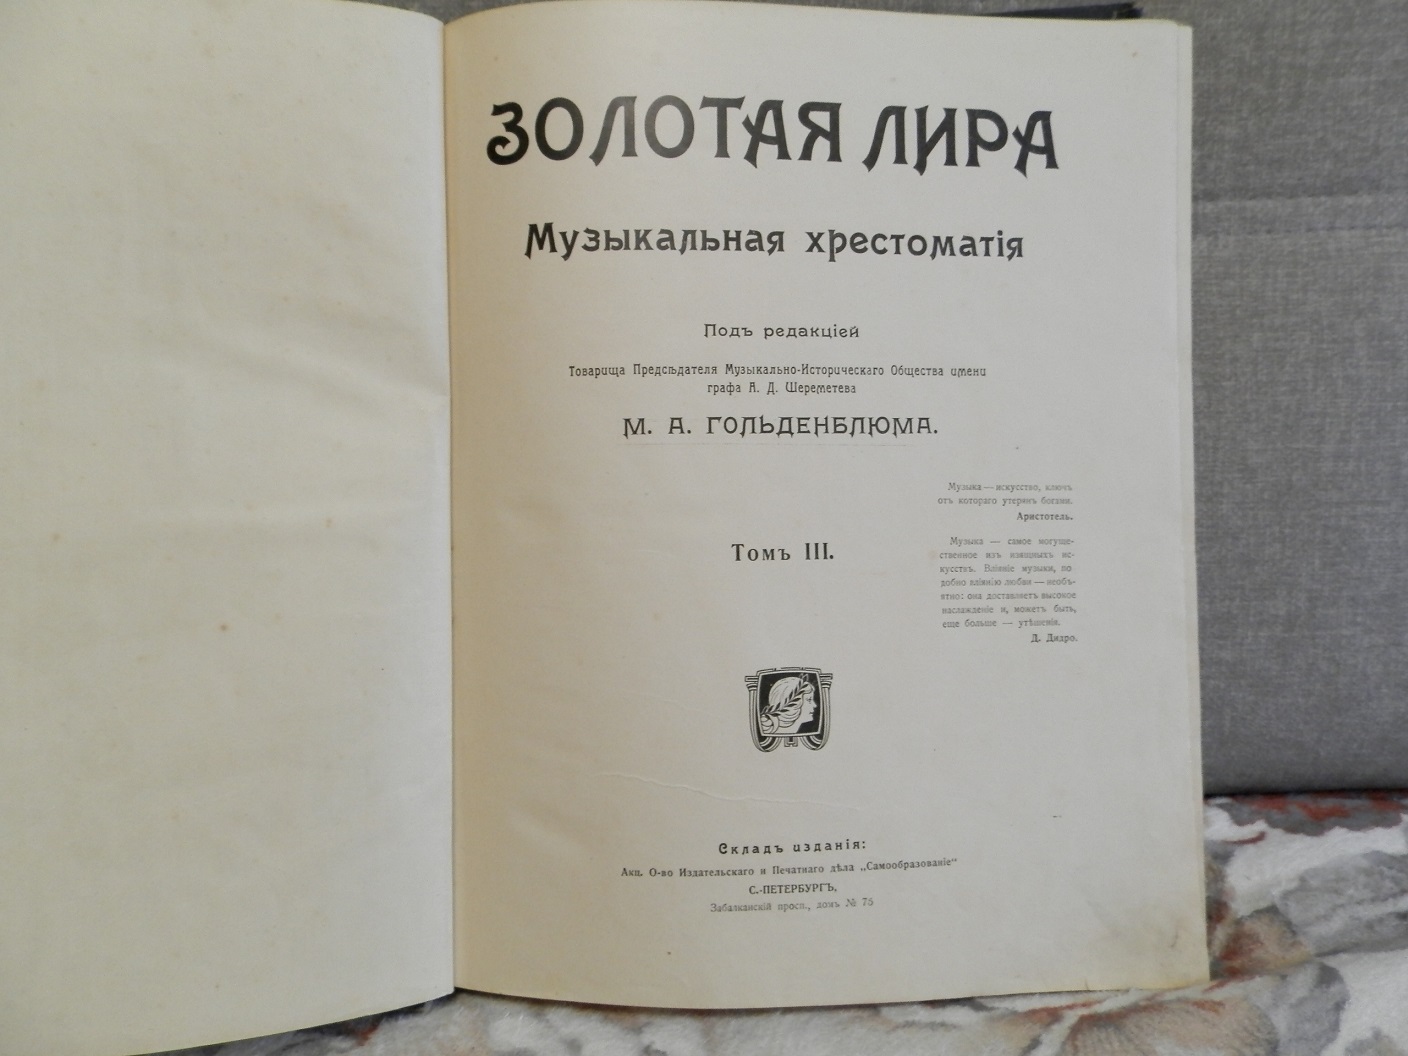 ЗОЛОТАЯ ЛИРА
Музыкальная хрестоматія
Подъ редакціей
Товарища Предсѣдателя Музыкально-Историческаго Общества имени
графа А. Д. Шереметева
М. А. ГОЛЬДЕНБЛЮМА.
Музыка — искусство, ключъ
отъ котораго утерянъ богами.
Аристотель.
Томъ III.
Музыка — самое могуще-
ственное изъ изящныхъ ис-
кусствъ. Вліяніе музыки, по
добно вліянію любви — необъ-
ятно: она доставляетъ высокое
наслажденіе и, можетъ быть,
еще больше — утѣшенія.
Д. Дидро.
Складъ изданія:
Акц. О-во Издательскаго и Печатнаго дѣла „Самообразованіе"
С.-ПЕТЕРБУРГЪ,
Забалканскій просп., домъ № 75